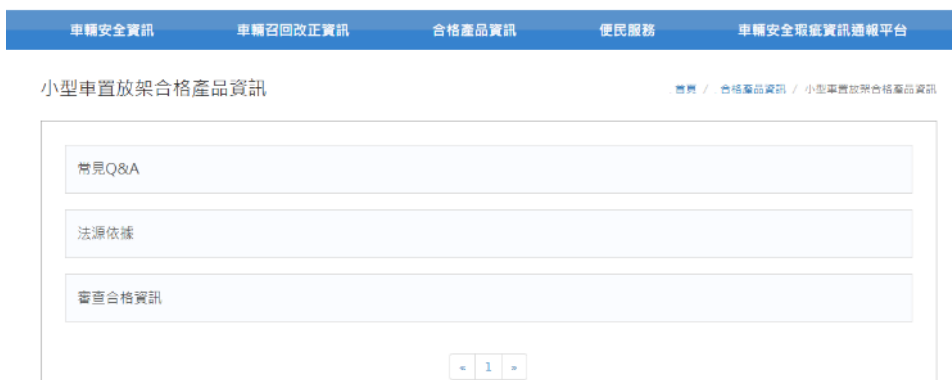 車輛安全資訊 車輛召回改正資訊 合格產品資訊 便民服務 車輛安全瑕疵資訊通報平台
小型車置放架合格產品資訊
首頁 / 合格產品資訊 / 小型車置放架合格產品資訊
常見Q&A
法源依據
審查合格資訊
« 1 »